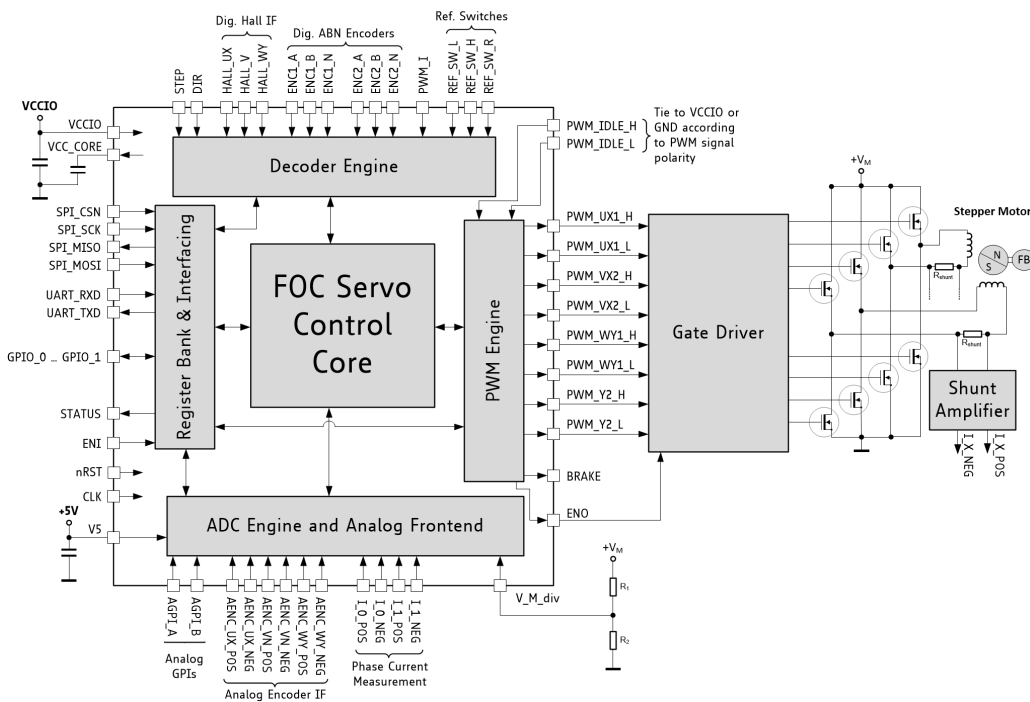 Dig. Hall IF
Dig. ABN Encoders
Ref. Switches
STEP
DIR
HALL_UX
HALL_V
HALL_WY
ENC1_A
ENC1_B
ENC1_N
ENC2_A
ENC2_B
ENC2_N
PWM_I
REF_SW_L
REF_SW_H
REF_SW_R
VCCIO
VCCIO
VCC_CORE
Decoder Engine
PWM_IDLE_H
PWM_IDLE_L
Tie to VCCIO or
GND according
to PWM signal
polarity
SPI_CSN
SPI_SCK
SPI_MISO
SPI_MOSI
UART_RXD
UART_TXD
GPIO_0 ... GPIO_1
STATUS
ENI
nRST
CLK
+5V
V5
Register Bank & Interfacing
FOC Servo
Control
Core
PWM Engine
PWM_UX1_H
PWM_UX1_L
PWM_VX2_H
PWM_VX2_L
PWM_WY1_H
PWM_WY1_L
PWM_Y2_H
PWM_Y2_L
BRAKE
ENO
Gate Driver
+VM
Stepper Motor
N
S
FB
Rshunt
Rshunt
Shunt
Amplifier
I_X_NEG
I_X_POS
ADC Engine and Analog Frontend
AGPI_A
AGPI_B
AENC_UX_POS
AENC_UX_NEG
AENC_VN_POS
AENC_VN_NEG
AENC_WY_POS
AENC_WY_NEG
I_0_POS
I_0_NEG
I_1_POS
I_1_NEG
V_M_div
+VM
R1
R2
Analog
GPIs
Analog Encoder IF
Phase Current
Measurement